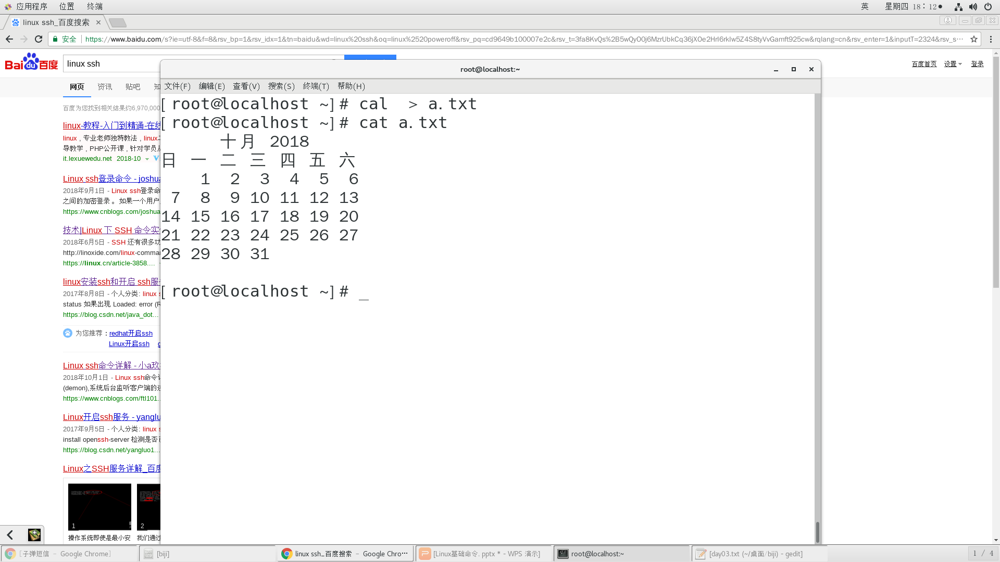 应用程序 位置 终端 英 星期四 18：12
linux ssh_百度搜索
安全 https://www.baidu.com/s?ie=utf-8&f=8&rsv_bp=1&rsv_idx=1&tn=baidu&wd=linux%20ssh&oq=linux%2520poweroff&rsv_pq=cd9649b100007e2c&rsv_t=3fa8KvQs%2B5wQyO0j6MzrUbkCq36jXOe2HrI6rkIw5Z4S8tyVvGamft925cw&rqlang=cn&rsv_enter=1&inputT=2324&rsv_s…
Bai du 百度 linux ssh
百度首页 设置 登录
网页 资讯 贴吧 知
百度为您找到相关结果约6,970,000
linux-教程-入门到精通-在线
linux , 专业老师独特教法 , linux
导教学 , PHP公开课 , 针对学员
it.lexuewedu.net 2018-10
Linux ssh登录命令 - joshua
2018年9月1日 - Linux ssh登录命
之间的加密登录 。如果一个用户
https://www.cnblogs.com/joshua
技术|Linux 下 SSH 命令实
2018年6月5日 - SSH 还有很多功
http://linoxide.com/linux-comma
https://linux.cn/article-3858....
linux安装ssh和开启 ssh服
2017年8月8日 - 个人分类: linux s
status 如果出现 Loaded: error (R
https://blog.csdn.net/java_dot...
为您推荐：redhat开启ssh
Linux开启ssh
Linux ssh命令详解 - 小a玖
2018年10月1日 - Linux ssh命令
(demon),系统后台监听客户端的连
https://www.cnblogs.com/ftl101..
Linux开启ssh服务 - yanglu
2017年9月5日 - 个人分类: linux s
install openssh-server 检测是否
https://blog.csdn.net/yangluo1...
Linux之SSH服务详解_百度
1 2
操作系统即使是最小安 我们通过
root@localhost:~
文件(F) 编辑(E) 查看(V) 搜索(S) 终端(T) 帮助(H)
[root@localhost ~]# cal  > a.txt
[root@localhost ~]# cat a.txt
十月 2018
日 一 二 三 四 五 六
1 2 3 4 5 6
7 8 9 10 11 12 13
14 15 16 17 18 19 20
21 22 23 24 25 26 27
28 29 30 31
[root@localhost ~]# _
[子弹短信 － Google Chrome] [biji] linux ssh_百度搜索 － Google Chro… [Linux基础命令. pptx * - WPS 演示] root@localhost:~ [day03.txt (~/桌面/biji) - gedit] 1 / 4